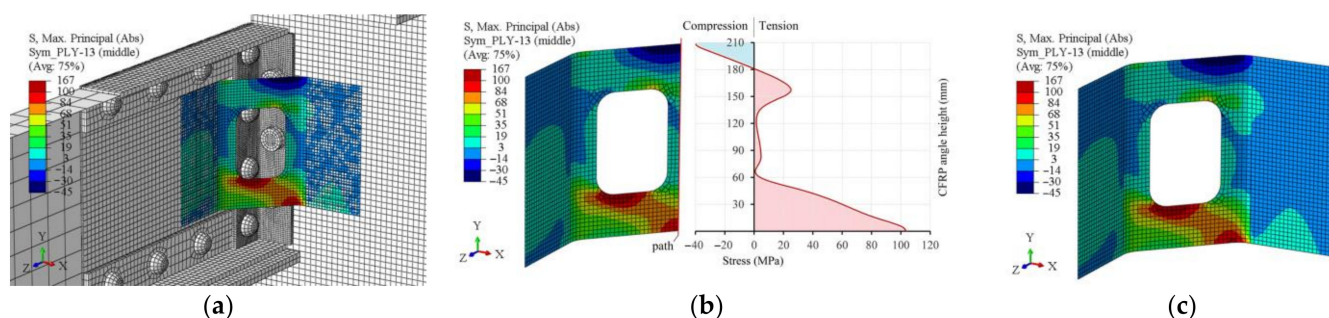 S, Max. Principal (Abs)
Sym_PLY-13 (middle)
(Avg: 75%)
167
100
84
68
51
35
19
3
−14
−30
−45
Y
Z
X
(a)
S, Max. Principal (Abs)
Sym_PLY-13 (middle)
(Avg: 75%)
167
100
84
68
51
35
19
3
−14
−30
−45
Y
Z
X
path
Compression
Tension
210
180
150
120
90
60
30
−40
−20
0
20
40
60
80
100
120
Stress (MPa)
CFRP angle height (mm)
(b)
S, Max. Principal (Abs)
Sym_PLY-13 (middle)
(Avg: 75%)
167
100
84
68
51
35
19
3
−14
−30
−45
Y
Z
X
(c)